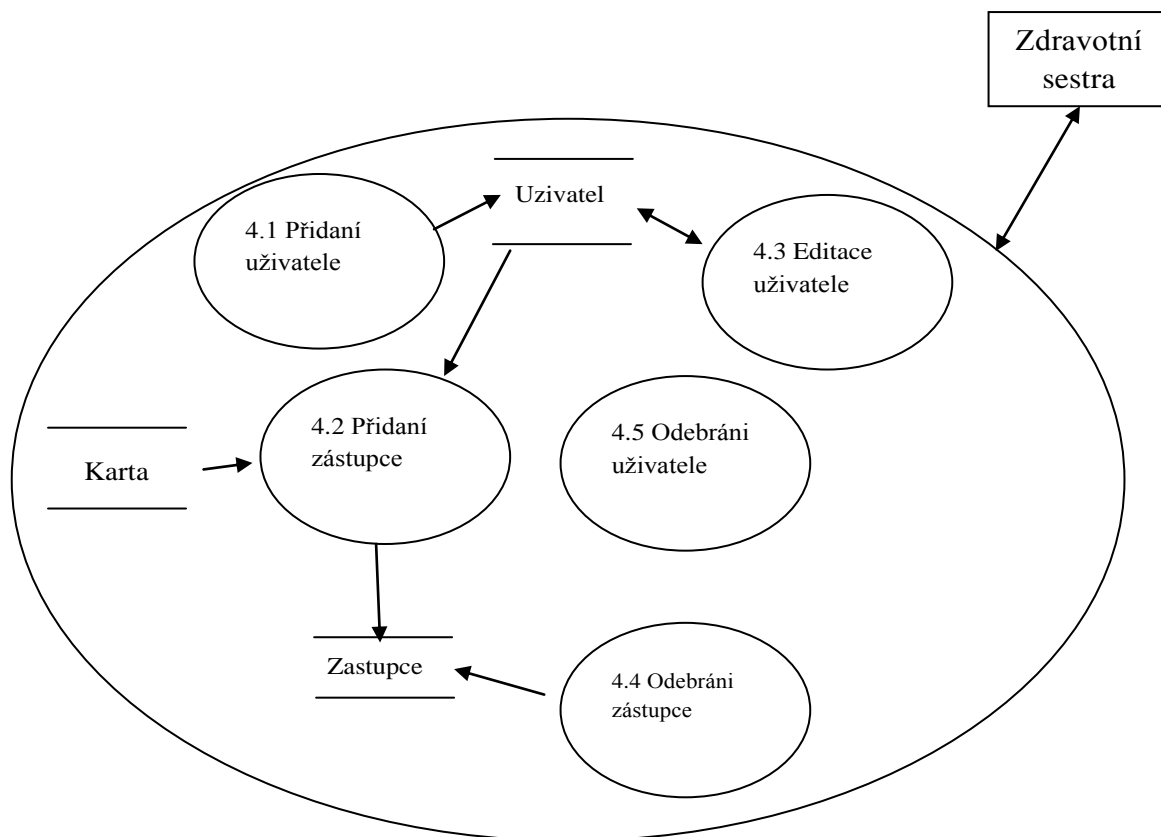 Zdravotní
sestra
Uzivatel
4.1 Přidaní
uživatele
4.3 Editace
uživatele
4.2 Přidaní
zástupce
4.5 Odebráni
uživatele
Karta
Zastupce
4.4 Odebráni
zástupce